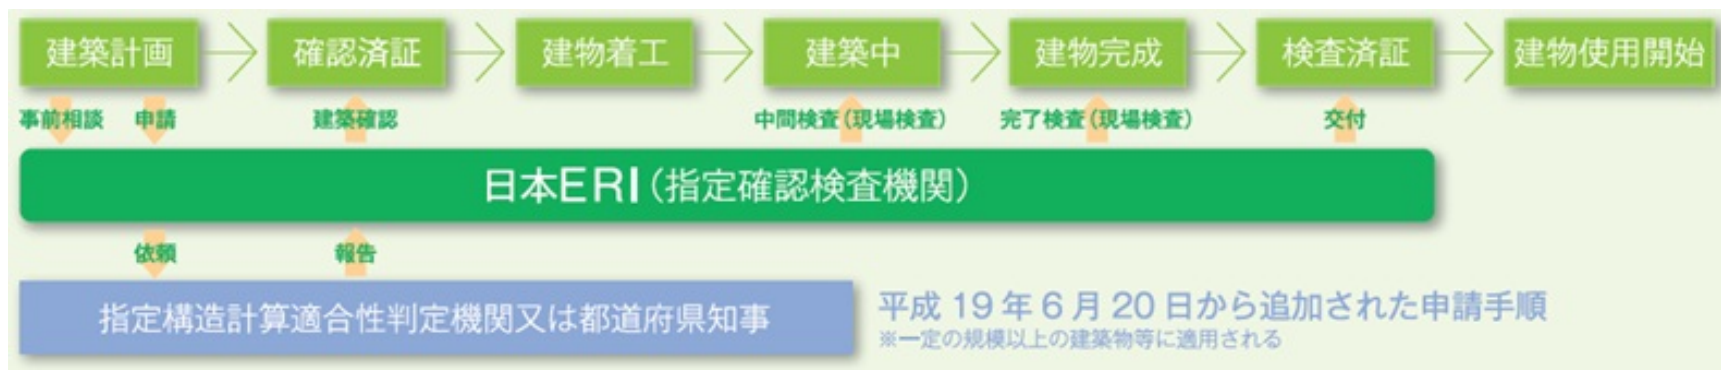 建築計画
確認済証
建物着工
建築中
建物完成
検査済証
建物使用開始
事前相談
申請
建築確認
中間検査(現場検査)
完了検査(現場検査)
交付
日本ERI(指定確認検査機関)
依頼
報告
指定構造計算適合性判定機関又は都道府県知事
平成 19 年 6 月 20 日から追加された申請手順
※一定の規模以上の建築物等に適用される